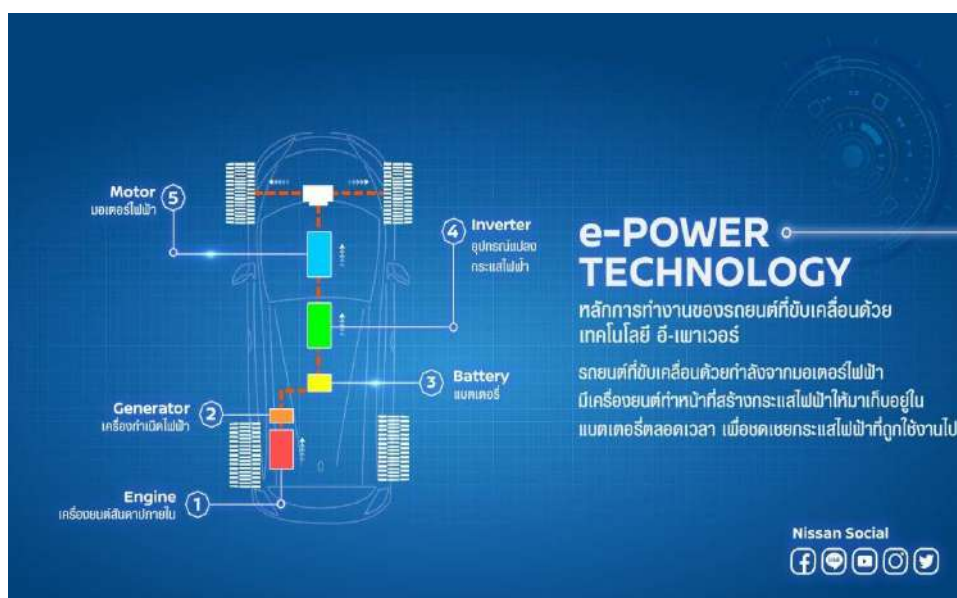 Motor
มอเตอร์ไฟฟ้า
5
4
Inverter
อุปกรณ์แปลง
กระแสไฟฟ้า
3
Battery
แบตเตอรี่
Generator
เครื่องกำเนิดไฟฟ้า
2
Engine
เครื่องยนต์สันดาปภายใน
1
e-POWER
TECHNOLOGY
หลักการทำงานของรถยนต์ที่ขับเคลื่อนด้วย
เทคโนโลยี อี-เพาเวอร์
รถยนต์ที่ขับเคลื่อนด้วยกำลังจากมอเตอร์ไฟฟ้า
มีเครื่องยนต์ทำหน้าที่สร้างกระแสไฟฟ้าให้มาเก็บอยู่ใน
แบตเตอรี่ตลอดเวลา เพื่อชดเชยกระแสไฟฟ้าที่ถูกใช้งานไป
Nissan Social
LINE